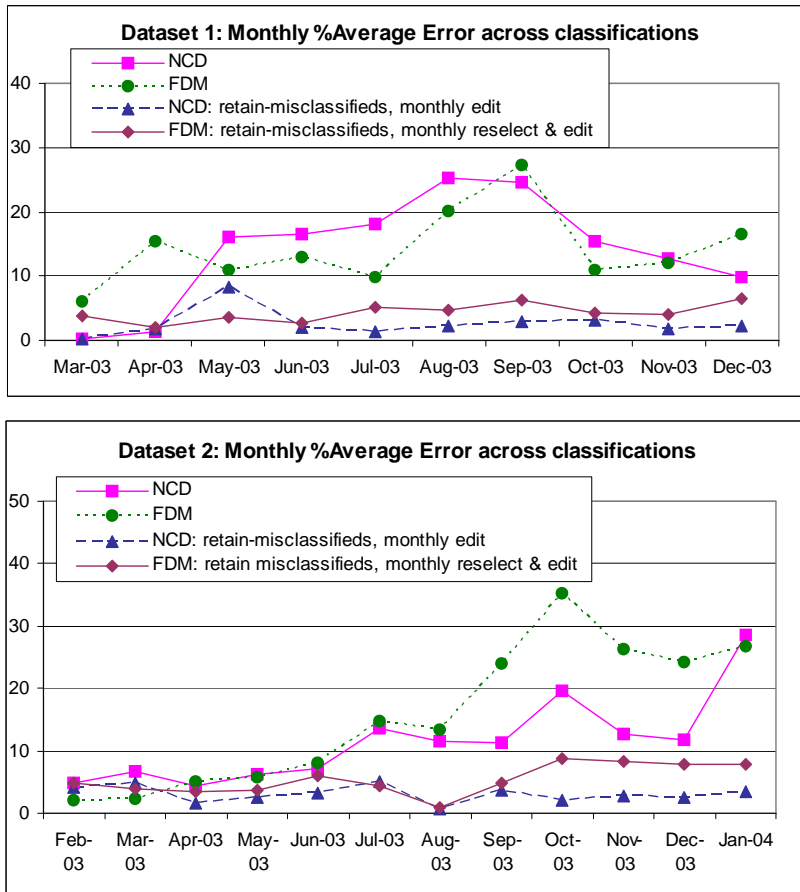 Dataset 1: Monthly %Average Error across classifications
NCD
FDM
NCD: retain-misclassifieds, monthly edit
FDM: retain-misclassifieds, monthly reselect & edit
40
30
20
10
0
Mar-03 Apr-03 May-03 Jun-03 Jul-03 Aug-03 Sep-03 Oct-03 Nov-03 Dec-03
Dataset 2: Monthly %Average Error across classifications
NCD
FDM
NCD: retain-misclassifieds, monthly edit
FDM: retain misclassifieds, monthly reselect & edit
50
40
30
20
10
0
Feb- Mar- Apr-03 May- Jun-03 Jul-03 Aug- Sep- Oct- Nov- Dec- Jan-04
03 03 03 03 03 03 03 03